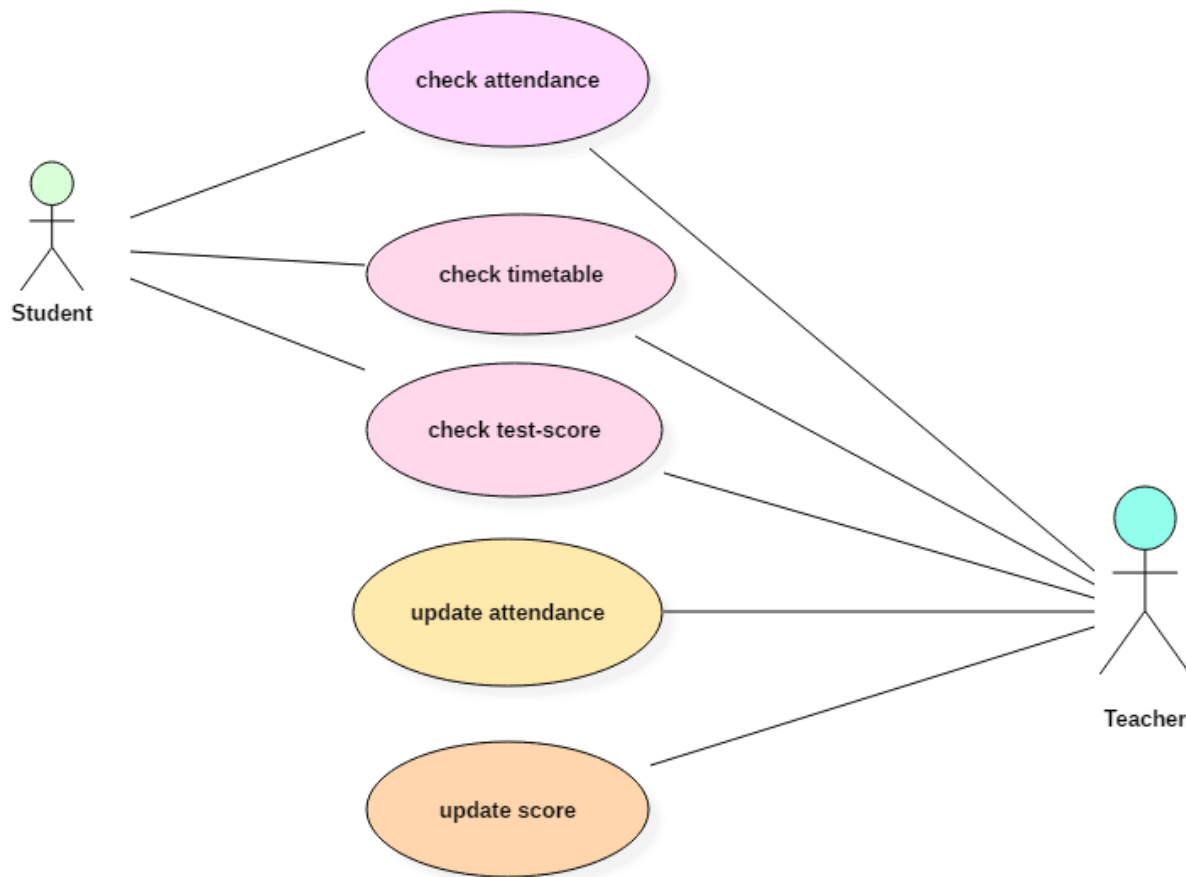 check attendance
check timetable
Student
check test-score
update attendance
Teacher
update score